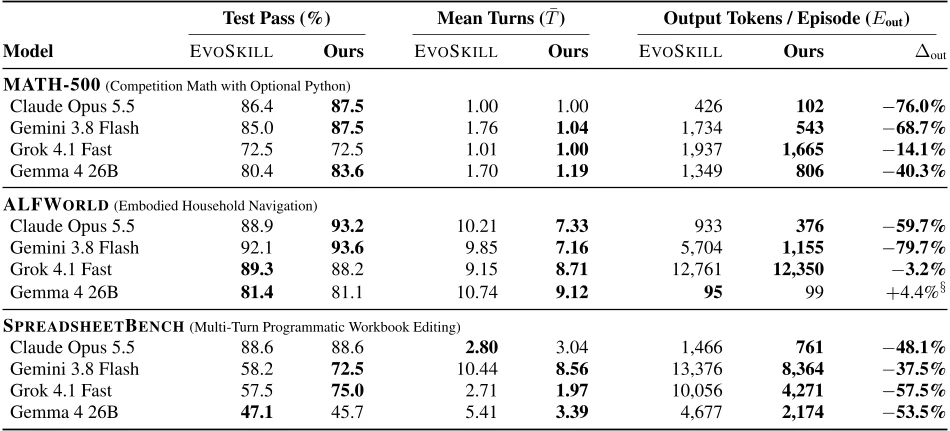 Test Pass (%) Mean Turns (T̄) Output Tokens / Episode (E_out)
Model EVOSKILL Ours EVOSKILL Ours EVOSKILL Ours Δ_out
MATH-500 (Competition Math with Optional Python)
Claude Opus 5.5 86.4 87.5 1.00 1.00 426 102 −76.0%
Gemini 3.8 Flash 85.0 87.5 1.76 1.04 1,734 543 −68.7%
Grok 4.1 Fast 72.5 72.5 1.01 1.00 1,937 1,665 −14.1%
Gemma 4 26B 80.4 83.6 1.70 1.19 1,349 806 −40.3%
ALFWORLD (Embodied Household Navigation)
Claude Opus 5.5 88.9 93.2 10.21 7.33 933 376 −59.7%
Gemini 3.8 Flash 92.1 93.6 9.85 7.16 5,704 1,155 −79.7%
Grok 4.1 Fast 89.3 88.2 9.15 8.71 12,761 12,350 −3.2%
Gemma 4 26B 81.4 81.1 10.74 9.12 95 99 +4.4%§
SPREADSHEETBENCH (Multi-Turn Programmatic Workbook Editing)
Claude Opus 5.5 88.6 88.6 2.80 3.04 1,466 761 −48.1%
Gemini 3.8 Flash 58.2 72.5 10.44 8.56 13,376 8,364 −37.5%
Grok 4.1 Fast 57.5 75.0 2.71 1.97 10,056 4,271 −57.5%
Gemma 4 26B 47.1 45.7 5.41 3.39 4,677 2,174 −53.5%